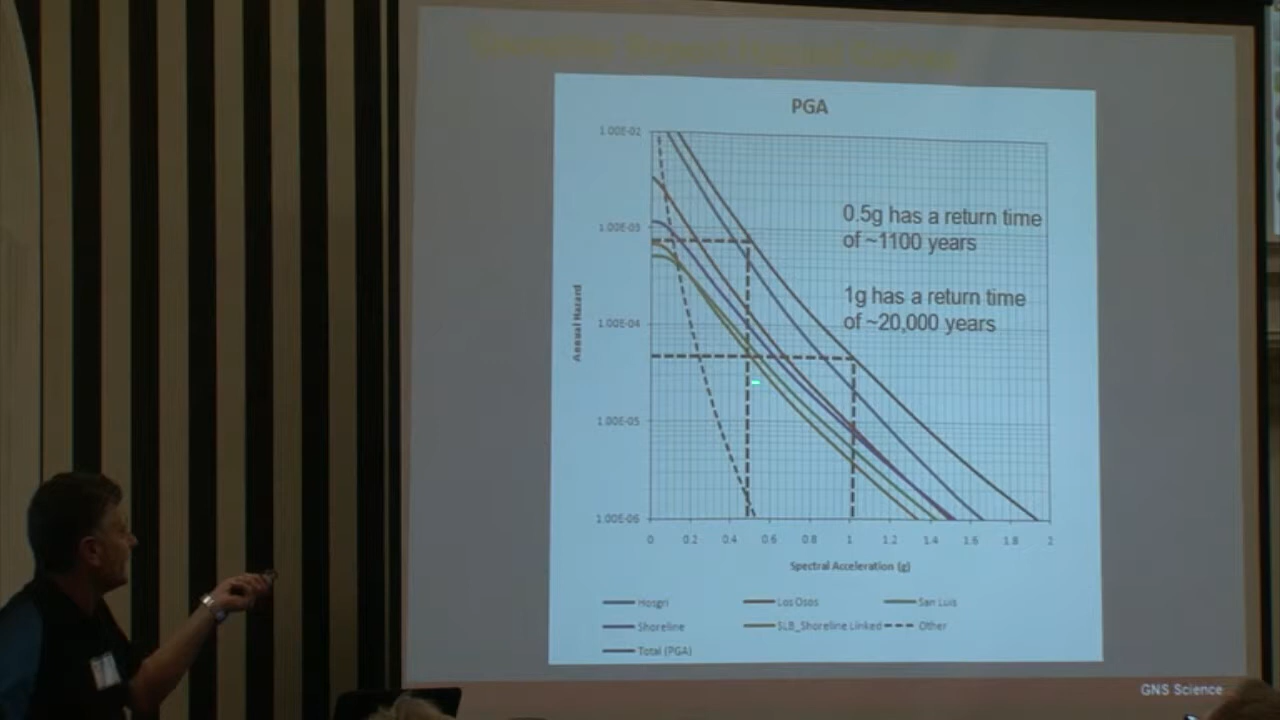 PGA
1.00E-02
1.00E-03
1.00E-04
1.00E-05
1.00E-06
Annual Hazard
0.5g has a return time
of ~1100 years
1g has a return time
of ~20,000 years
0 0.2 0.4 0.6 0.8 1 1.2 1.4 1.6 1.8 2
Spectral Acceleration (g)
Hosgri Los Osos San Luis
Shoreline SLB_Shoreline Linked Other
Total (PGA)
GNS Science